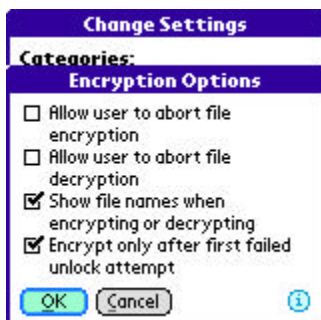 Change Settings
Categories:
Encryption Options
Allow user to abort file
encryption
Allow user to abort file
decryption
Show file names when
encrypting or decrypting
Encrypt only after first failed
unlock attempt
OK Cancel i